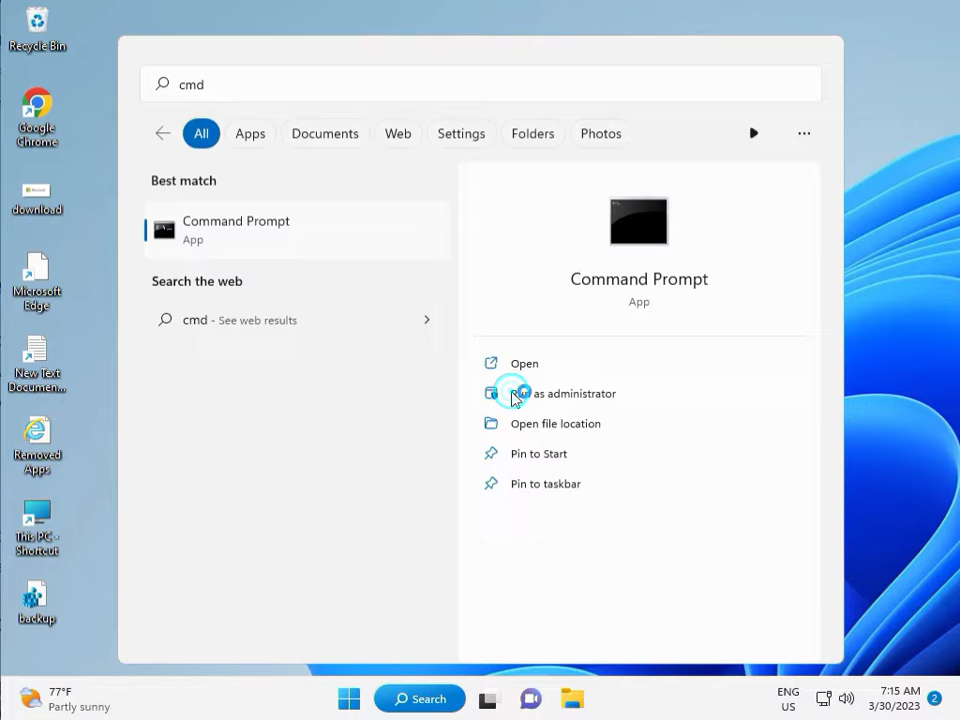 Recycle Bin
Google
Chrome
download
Microsoft
Edge
New Text
Documen...
Removed
Apps
This PC -
Shortcut
backup
cmd
All
Apps
Documents
Web
Settings
Folders
Photos
Best match
Command Prompt
App
Search the web
cmd - See web results
Command Prompt
App
Open
as administrator
Open file location
Pin to Start
Pin to taskbar
77°F
Partly sunny
Search
ENG
US
7:15 AM
3/30/2023
2